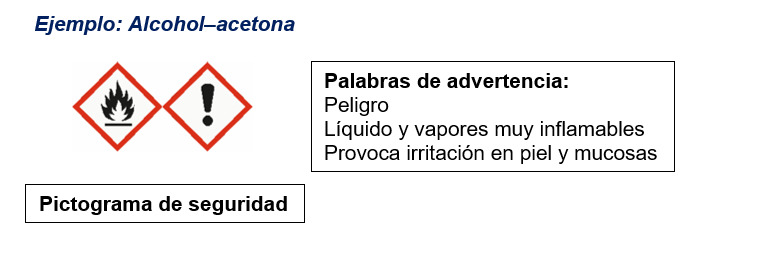 Ejemplo: Alcohol–acetona
Palabras de advertencia:
Peligro
Líquido y vapores muy inflamables
Provoca irritación en piel y mucosas
Pictograma de seguridad